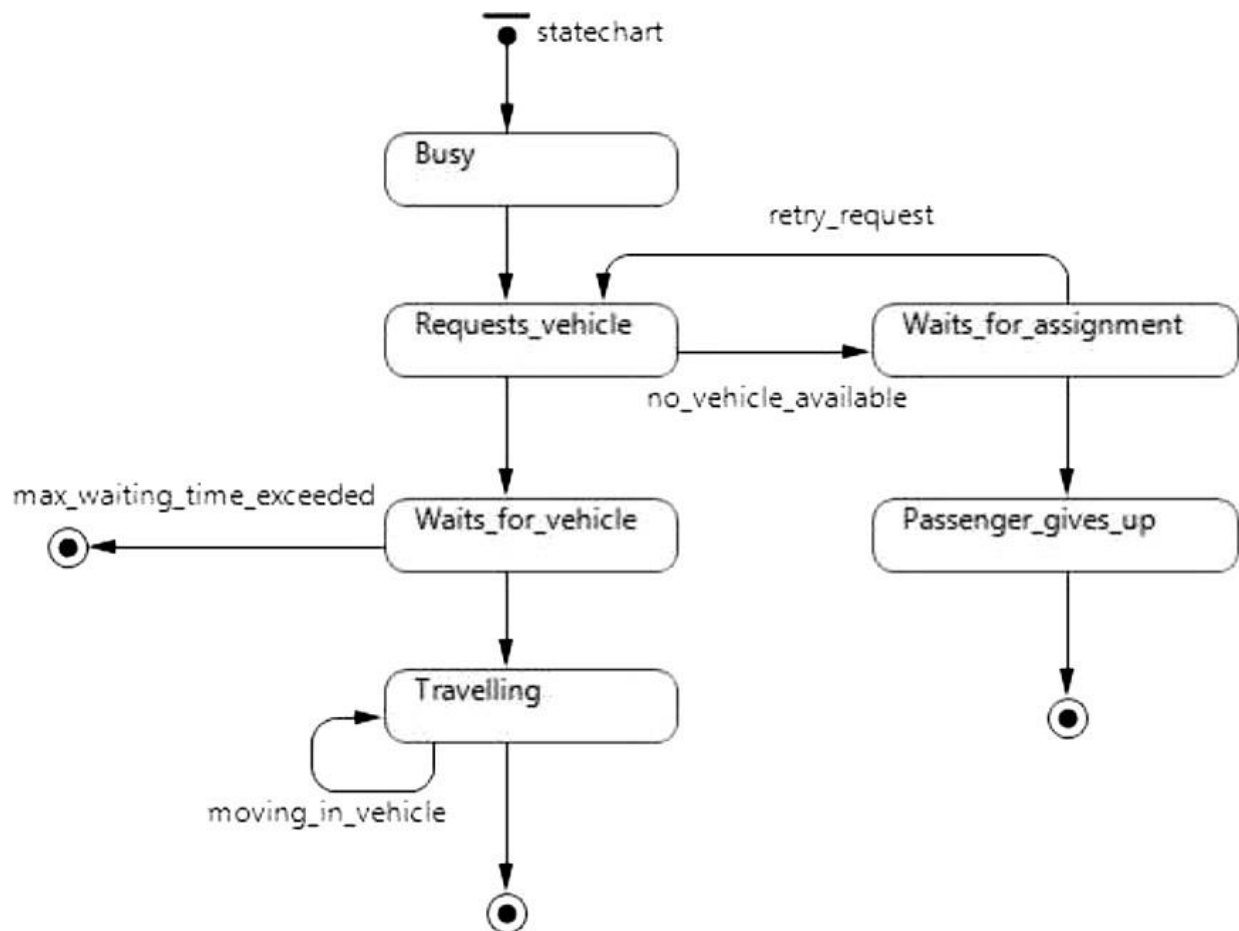 statechart
Busy
retry_request
Requests_vehicle
Waits_for_assignment
no_vehicle_available
max_waiting_time_exceeded
Waits_for_vehicle
Passenger_gives_up
Travelling
moving_in_vehicle